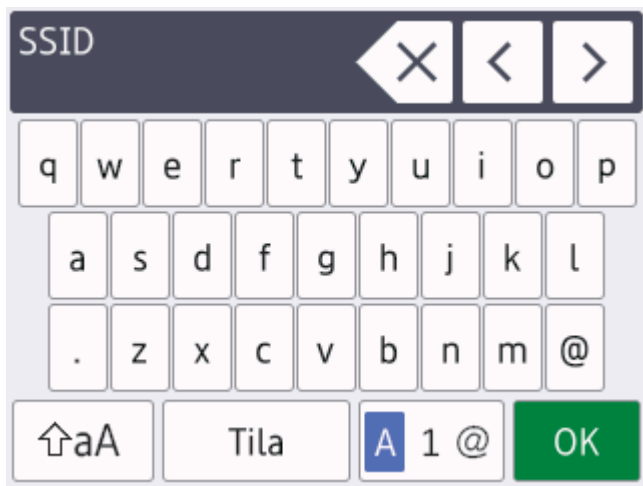 SSID
q w e r t y u i o p
a s d f g h j k l
. z x c v b n m @
aA Tila A 1 @ OK